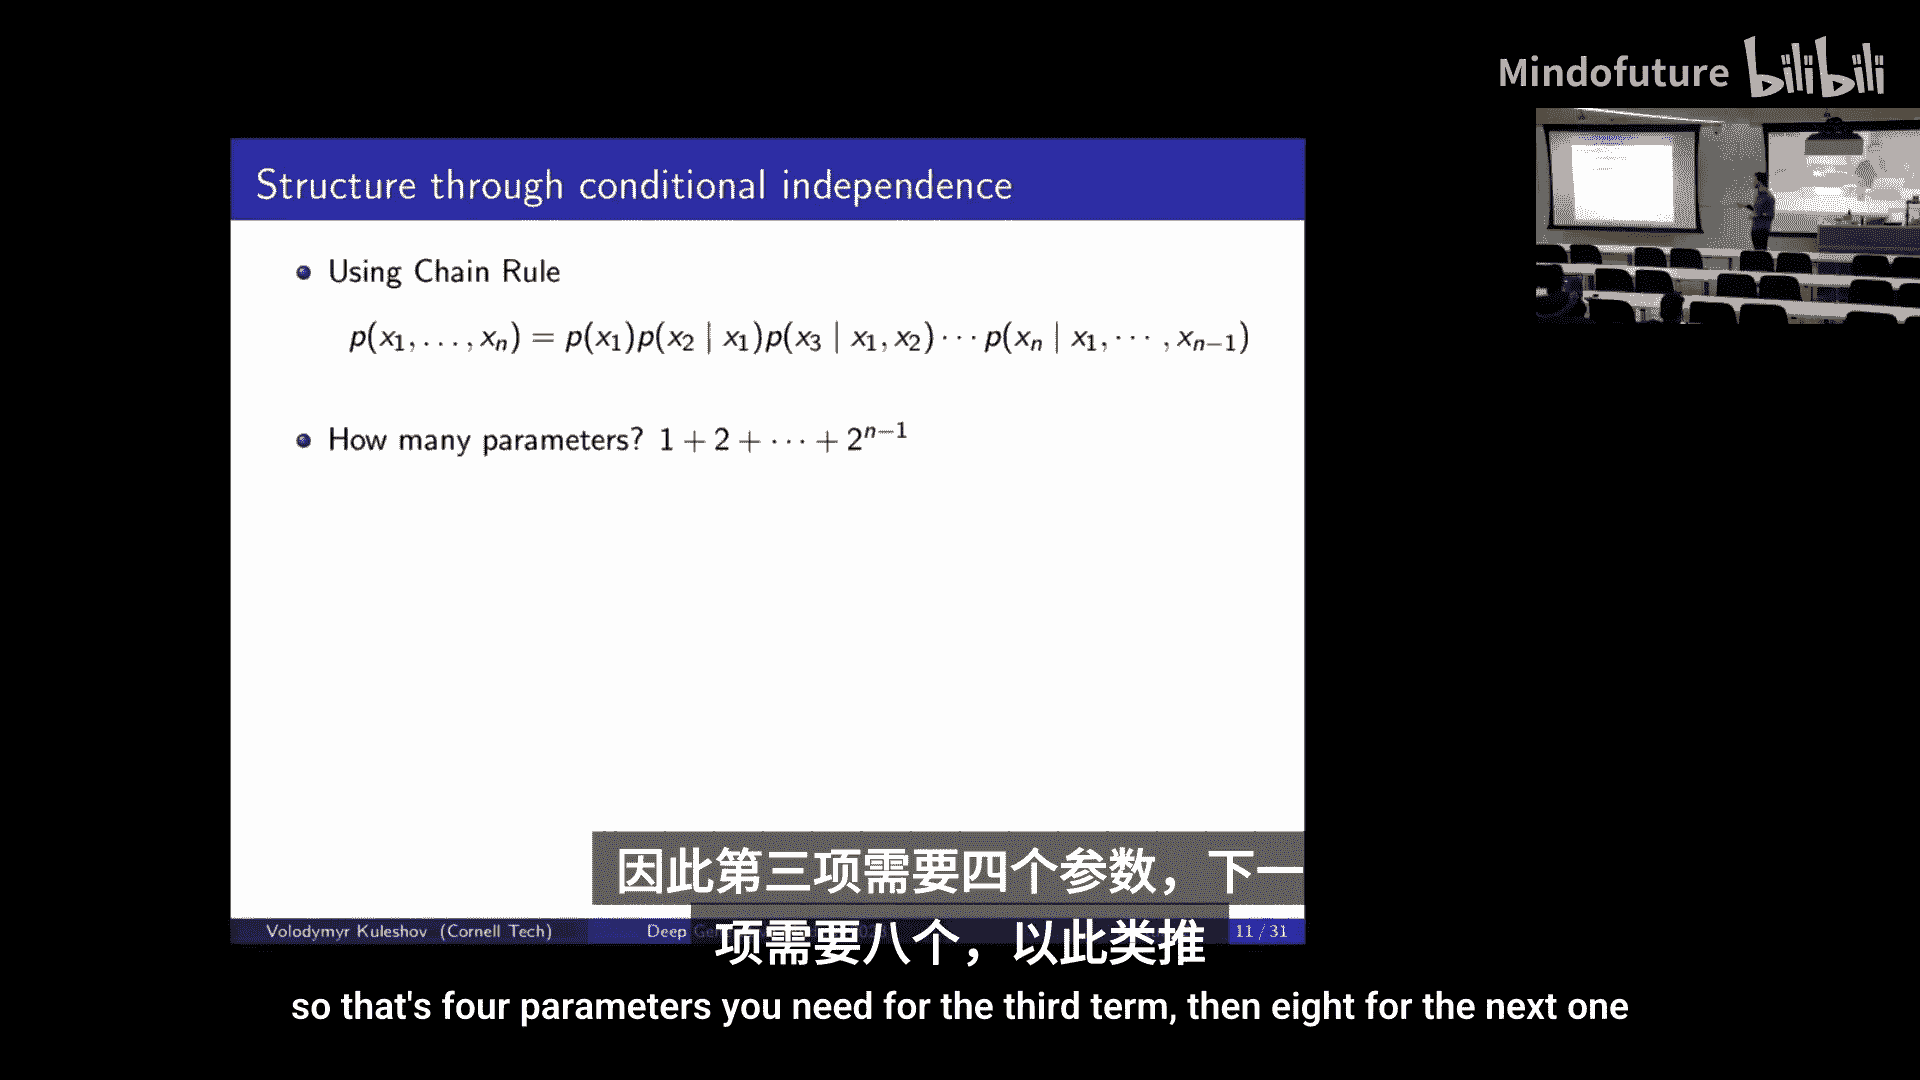 Mindofuture bilibili
Structure through conditional independence
Using Chain Rule
p(x₁, . . . , xₙ) = p(x₁)p(x₂ | x₁)p(x₃ | x₁, x₂) · · · p(xₙ | x₁, · · · , xₙ₋₁)
How many parameters? 1 + 2 + · · · + 2ⁿ⁻¹
因此第三项需要四个参数，下一
Volodymyr Kuleshov (Cornell Tech) Deep 11 / 31
项需要八个，以此类推
so that's four parameters you need for the third term, then eight for the next one